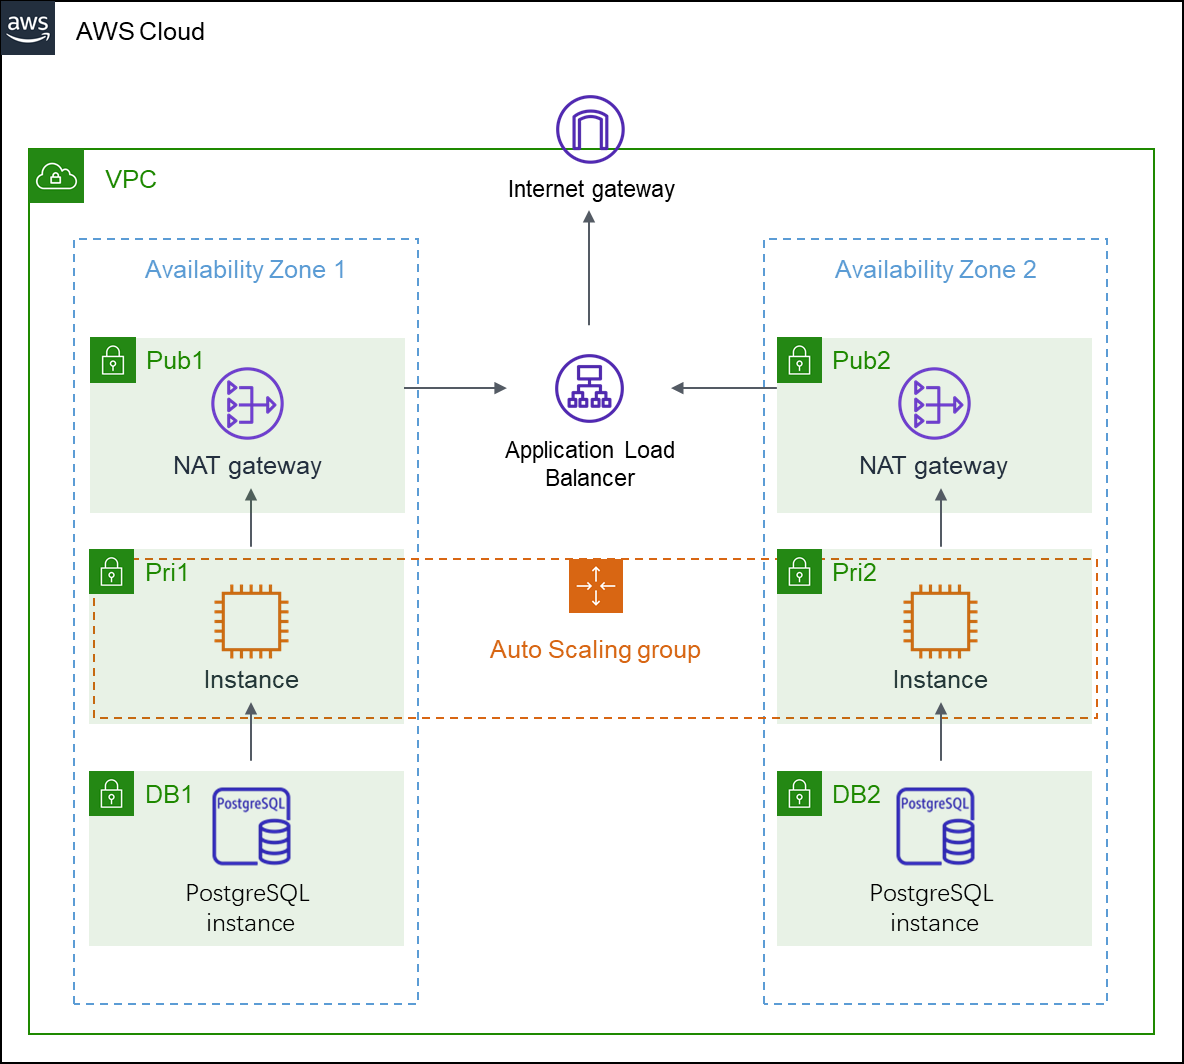 aws
AWS Cloud
Internet gateway
VPC
Availability Zone 1
Availability Zone 2
Pub1
NAT gateway
Application Load
Balancer
Pub2
NAT gateway
Pri1
Instance
Auto Scaling group
Pri2
Instance
DB1
PostgreSQL
PostgreSQL
instance
DB2
PostgreSQL
PostgreSQL
instance